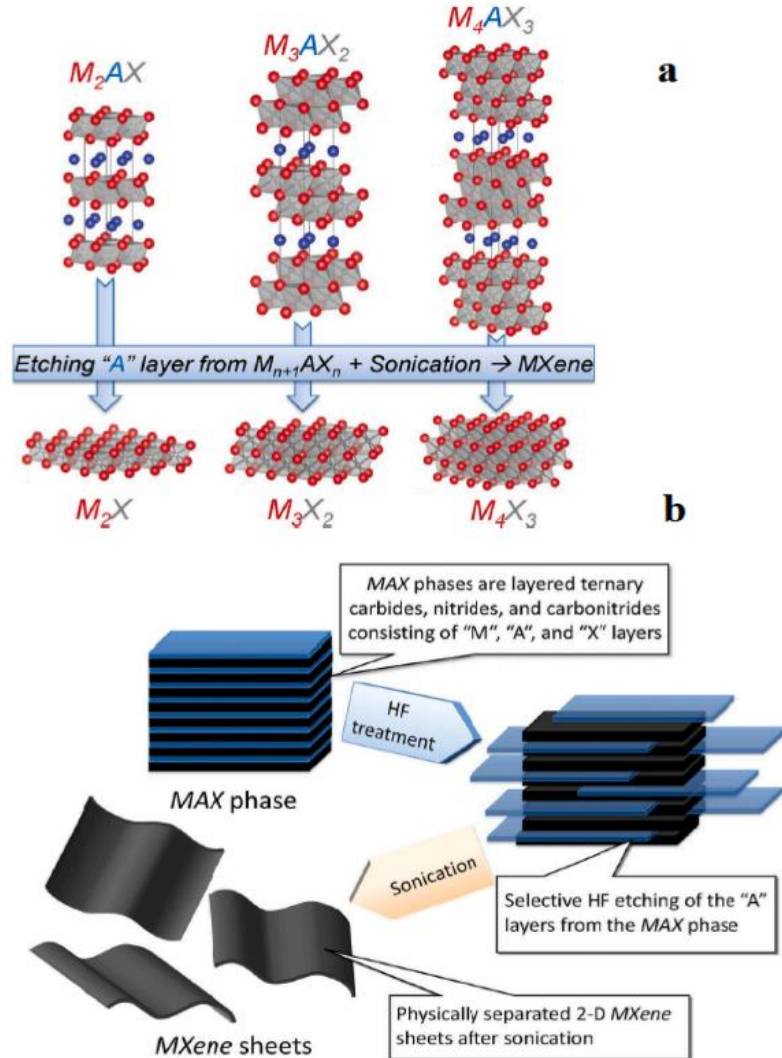 M₂AX
M₃AX₂
M₄AX₃
a
Etching “A” layer from Mₙ₊₁AXₙ + Sonication → MXene
M₂X
M₃X₂
M₄X₃
b
MAX phases are layered ternary
carbides, nitrides, and carbonitrides
consisting of “M”, “A”, and “X” layers
HF
treatment
MAX phase
Sonication
Selective HF etching of the “A”
layers from the MAX phase
Physically separated 2-D MXene
sheets after sonication
MXene sheets